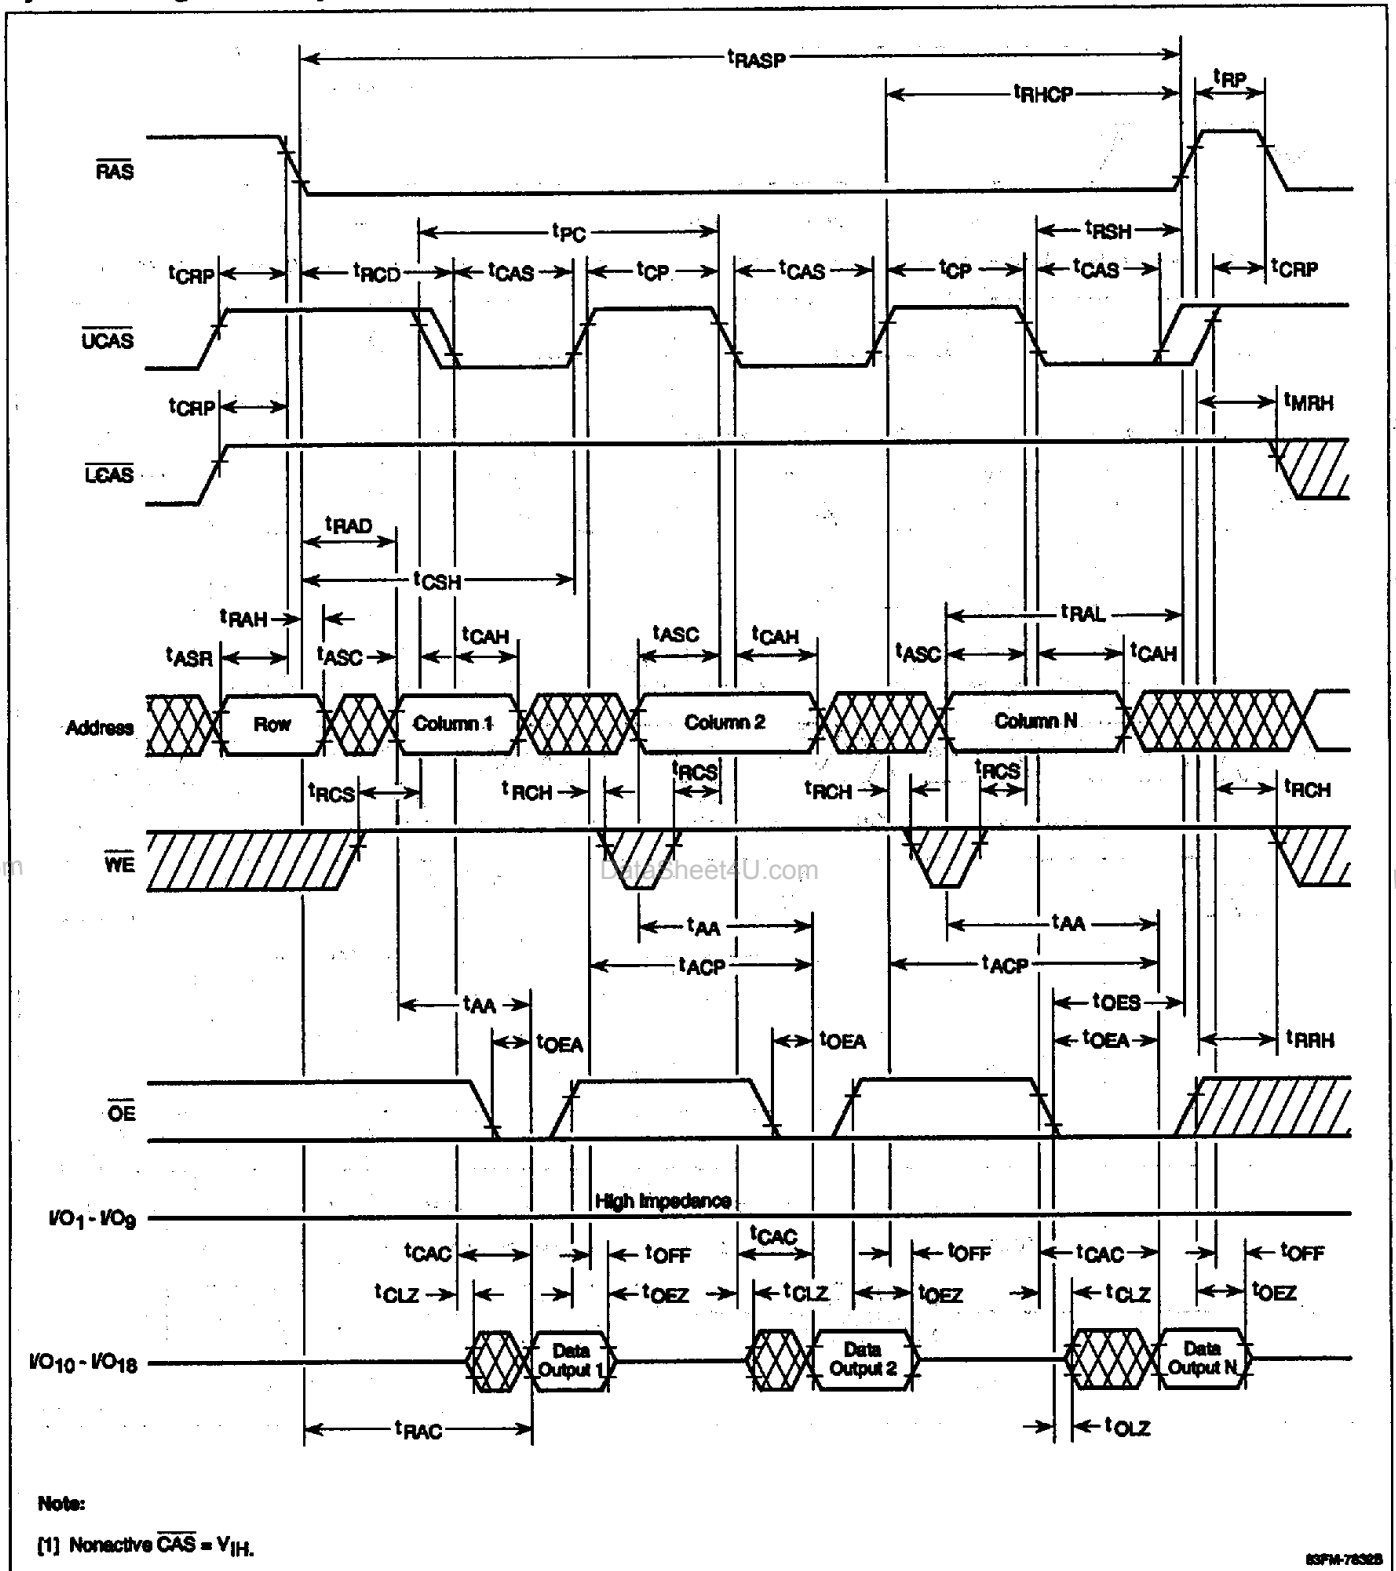 tRASP
tRHCP
tRP
RAS
tPC
tRSH
tCRP
tRCD
tCAS
tCP
tCAS
tCP
tCAS
tCRP
UCAS
tCRP
tMRH
LCAS
tRAD
tCSH
tRAH
tRAL
tASR
tASC
tCAH
tASC
tCAH
tASC
tCAH
Address
Row
Column 1
Column 2
Column N
tRCS
tRCH
tRCS
tRCH
tRCS
tRCH
WE
DataSheet4U.com
om
tAA
tAA
tACP
tACP
tAA
tOES
tOEA
tOEA
tOEA
tRRH
OE
High Impedance
I/O1 - I/O9
tCAC
tOFF
tCAC
tOFF
tCAC
tOFF
tCLZ
tOEZ
tCLZ
tOEZ
tCLZ
tOEZ
I/O10 - I/O18
Data Output 1
Data Output 2
Data Output N
tRAC
tOLZ
Note:
[1] Nonactive CAS = VIH.
83FM-7832B